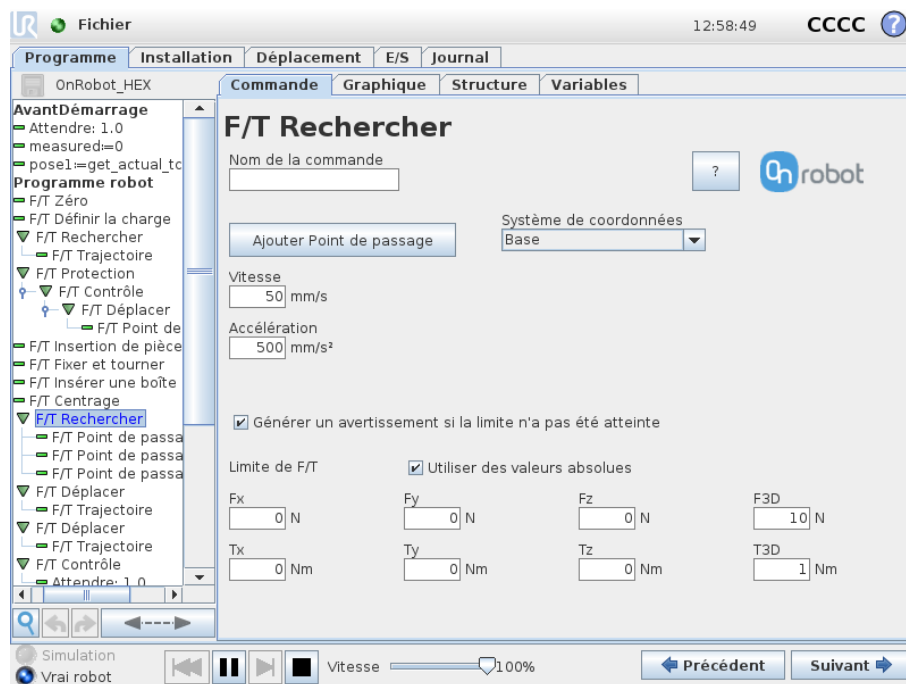 Fichier
12:58:49
CCCC
?
Programme
Installation
Déplacement
E/S
Journal
OnRobot_HEX
Commande
Graphique
Structure
Variables
AvantDémarrage
Attendre: 1.0
measured:=0
pose1:=get_actual_tc
Programme robot
F/T Zéro
F/T Définir la charge
F/T Rechercher
F/T Trajectoire
F/T Protection
F/T Contrôle
F/T Déplacer
F/T Point de
F/T Insertion de pièce
F/T Fixer et tourner
F/T Insérer une boîte
F/T Centrage
F/T Rechercher
F/T Point de passa
F/T Point de passa
F/T Point de passa
F/T Déplacer
F/T Trajectoire
F/T Déplacer
F/T Trajectoire
F/T Contrôle
Attendre: 1.0
F/T Rechercher
Nom de la commande
?
On robot
Ajouter Point de passage
Système de coordonnées
Base
Vitesse
50 mm/s
Accélération
500 mm/s²
Générer un avertissement si la limite n'a pas été atteinte
Limite de F/T
Utiliser des valeurs absolues
Fx
Fy
Fz
F3D
0 N
0 N
0 N
10 N
Tx
Ty
Tz
T3D
0 Nm
0 Nm
0 Nm
1 Nm
Simulation
Vrai robot
Vitesse
100%
Précédent
Suivant